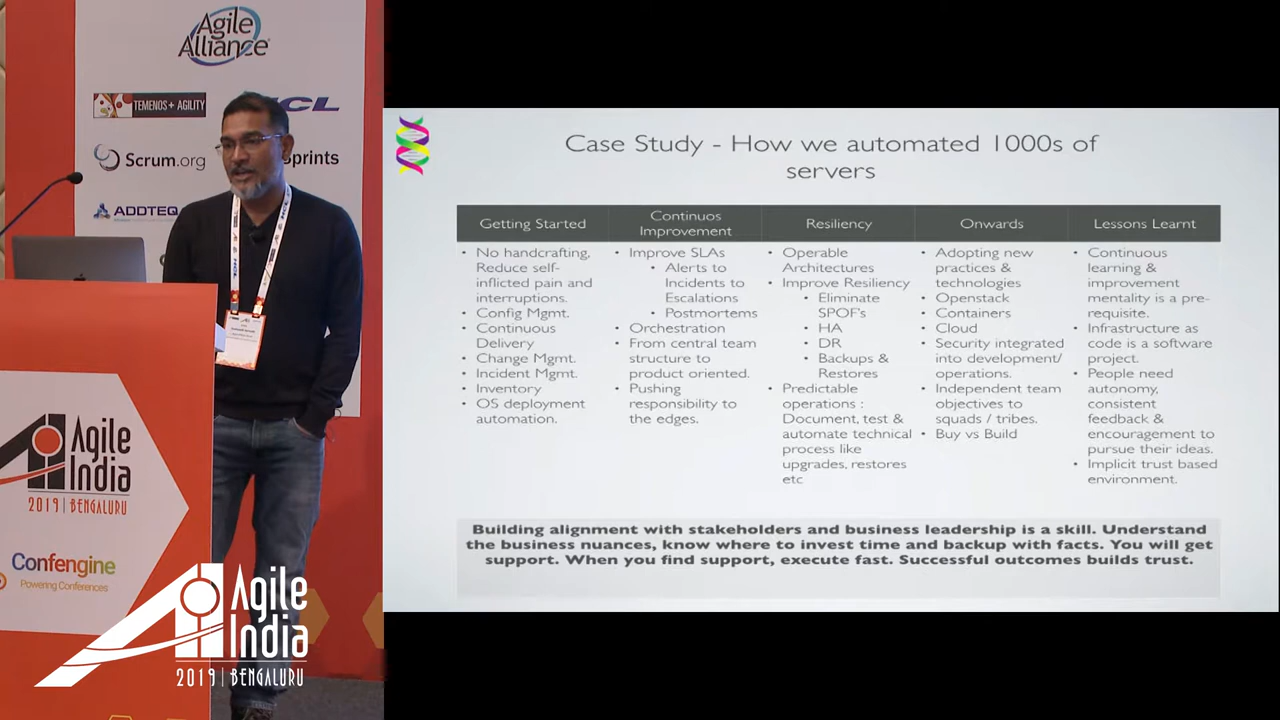 Agile
Alliance
TEMENOS + AGILITY
CL
Scrum.org
sprints
ADDTEQ
Agile
India
2019 | BENGALURU
Confengine
Powering Conferences
Agile
India
2019 | BENGALURU
Case Study - How we automated 1000s of
servers
Getting Started
No handcrafting,
Reduce self-
inflicted pain and
interruptions.
Config Mgmt.
Continuous
Delivery
Change Mgmt.
Incident Mgmt.
Inventory
OS deployment
automation.
Continuos
Improvement
Improve SLAs
Alerts to
Incidents to
Escalations
Postmortems
Orchestration
From central team
structure to
product oriented.
Pushing
responsibility to
the edges.
Resiliency
Operable
Architectures
Improve Resiliency
Eliminate
SPOF's
HA
DR
Backups &
Restores
Predictable
operations :
Document, test &
automate technical
process like
upgrades, restores
etc
Onwards
Adopting new
practices &
technologies
Openstack
Containers
Cloud
Security integrated
into development/
operations.
Independent team
objectives to
squads / tribes.
Buy vs Build
Lessons Learnt
Continuous
learning &
improvement
mentality is a pre-
requisite.
Infrastructure as
code is a software
project.
People need
autonomy,
consistent
feedback &
encouragement to
pursue their ideas.
Implicit trust based
environment.
Building alignment with stakeholders and business leadership is a skill. Understand
the business nuances, know where to invest time and backup with facts. You will get
support. When you find support, execute fast. Successful outcomes builds trust.